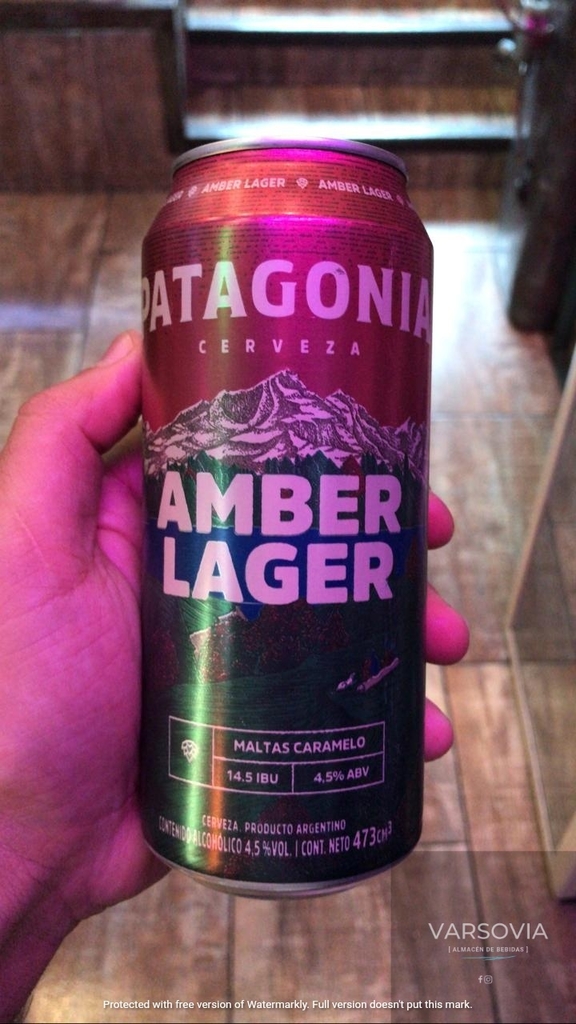 AMBER LAGER AMBER LAGER
PATAGONIA
CERVEZA
AMBER
LAGER
MALTAS CARAMELO
14.5 IBU 4,5% ABV
CERVEZA. PRODUCTO ARGENTINO
CONTENIDO ALCOHÓLICO 4,5 %VOL. | CONT. NETO 473CM³
VARSOVIA
[ ALMACÉN DE BEBIDAS ]
Protected with free version of Watermarkly. Full version doesn't put this mark.